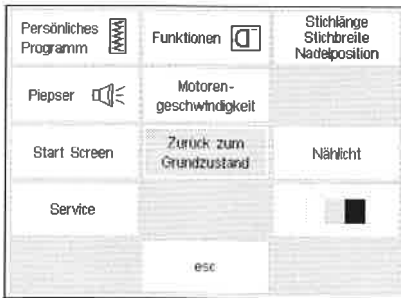 Persönliches
Programm
Funktionen
Stichlänge
Stichbreite
Nadelposition
Piepser
Motoren-
geschwindigkeit
Start Screen
Zurück zum
Grundzustand
Nählicht
Service
esc